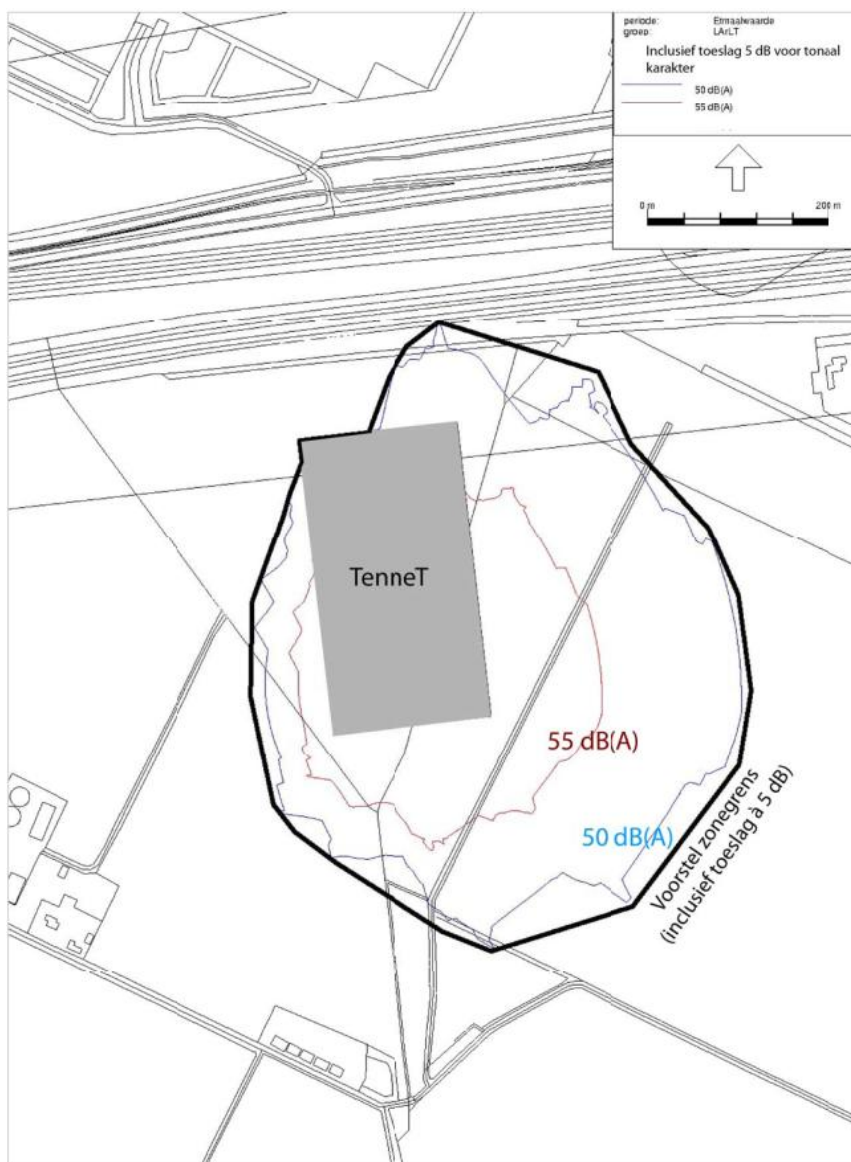 periode: Etmaalwaarde
groep: LArLT
Inclusief toeslag 5 dB voor tonaal
karakter
50 dB(A)
55 dB(A)
0 m 200 m
TenneT
55 dB(A)
50 dB(A)
Voorstel zonegrens
(inclusief toeslag à 5 dB)